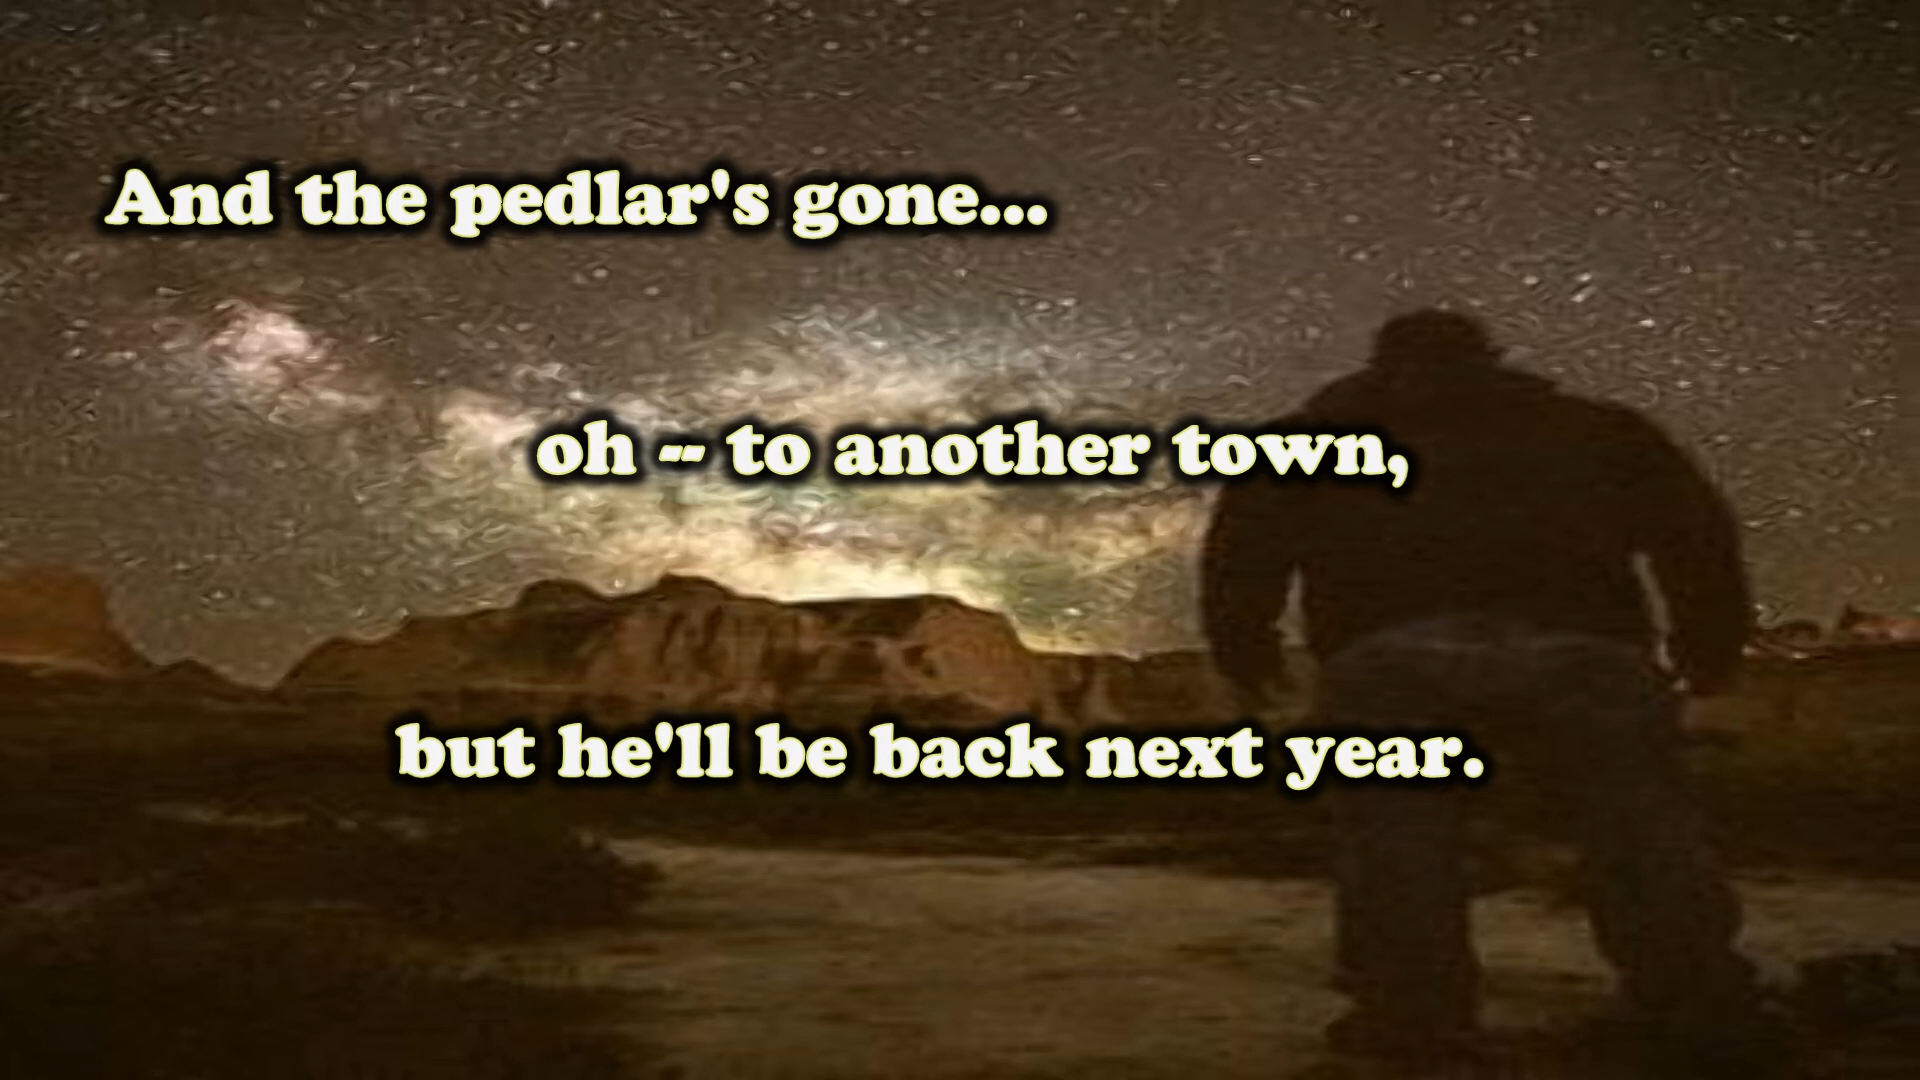 And the pedlar's gone...
oh -- to another town,
but he'll be back next year.